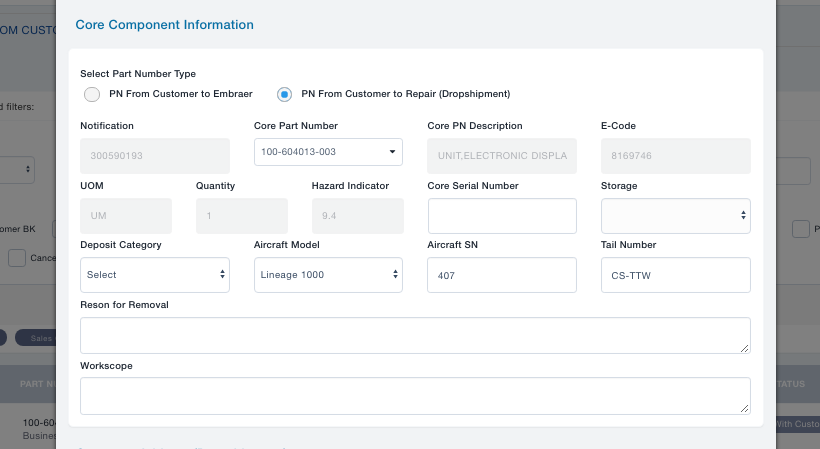 Core Component Information
OM CUSTO
Select Part Number Type
PN From Customer to Embraer PN From Customer to Repair (Dropshipment)
d filters:
Notification Core Part Number Core PN Description E-Code
300590193 100-604013-003 UNIT,ELECTRONIC DISPLA 8169746
UOM Quantity Hazard Indicator Core Serial Number Storage
UM 1 9.4
omer BK P
Deposit Category Aircraft Model Aircraft SN Tail Number
Cance
Select Lineage 1000 407 CS-TTW
Reson for Removal
Sales
Workscope
PART NU TATUS
100-60
With Custo
Busines